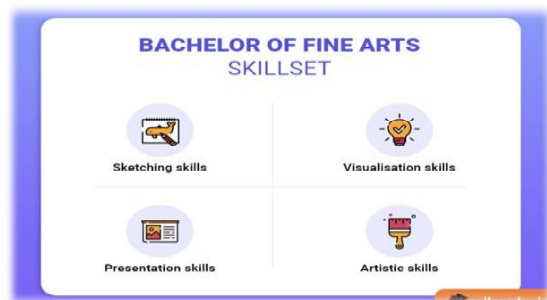 BACHELOR OF FINE ARTS
SKILLSET
Sketching skills
Visualisation skills
Presentation skills
Artistic skills